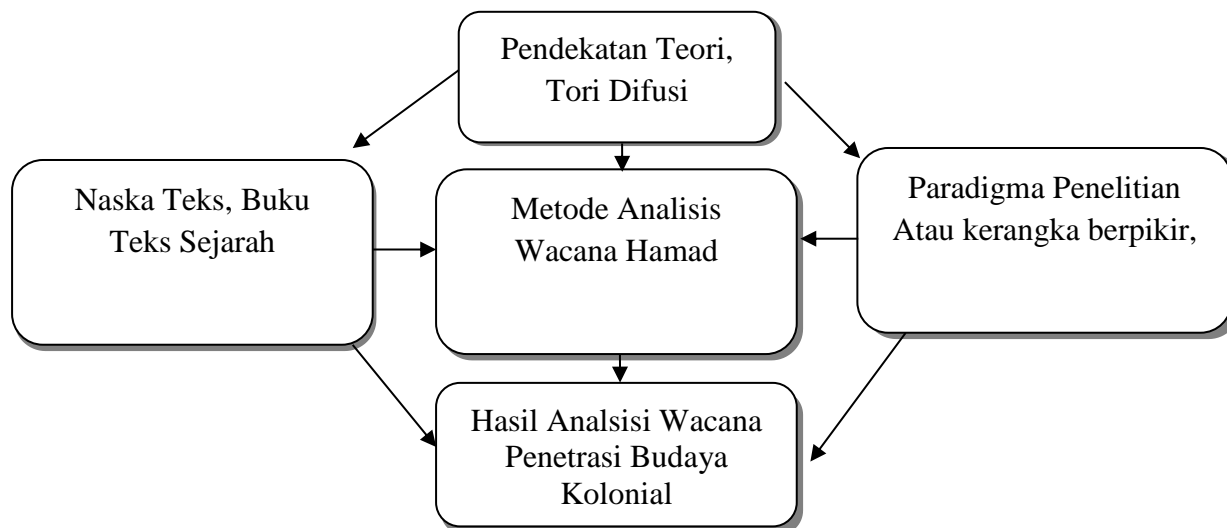 Pendekatan Teori,
Tori Difusi
Naska Teks, Buku
Teks Sejarah
Metode Analisis
Wacana Hamad
Paradigma Penelitian
Atau kerangka berpikir,
Hasil Analsisi Wacana
Penetrasi Budaya
Kolonial